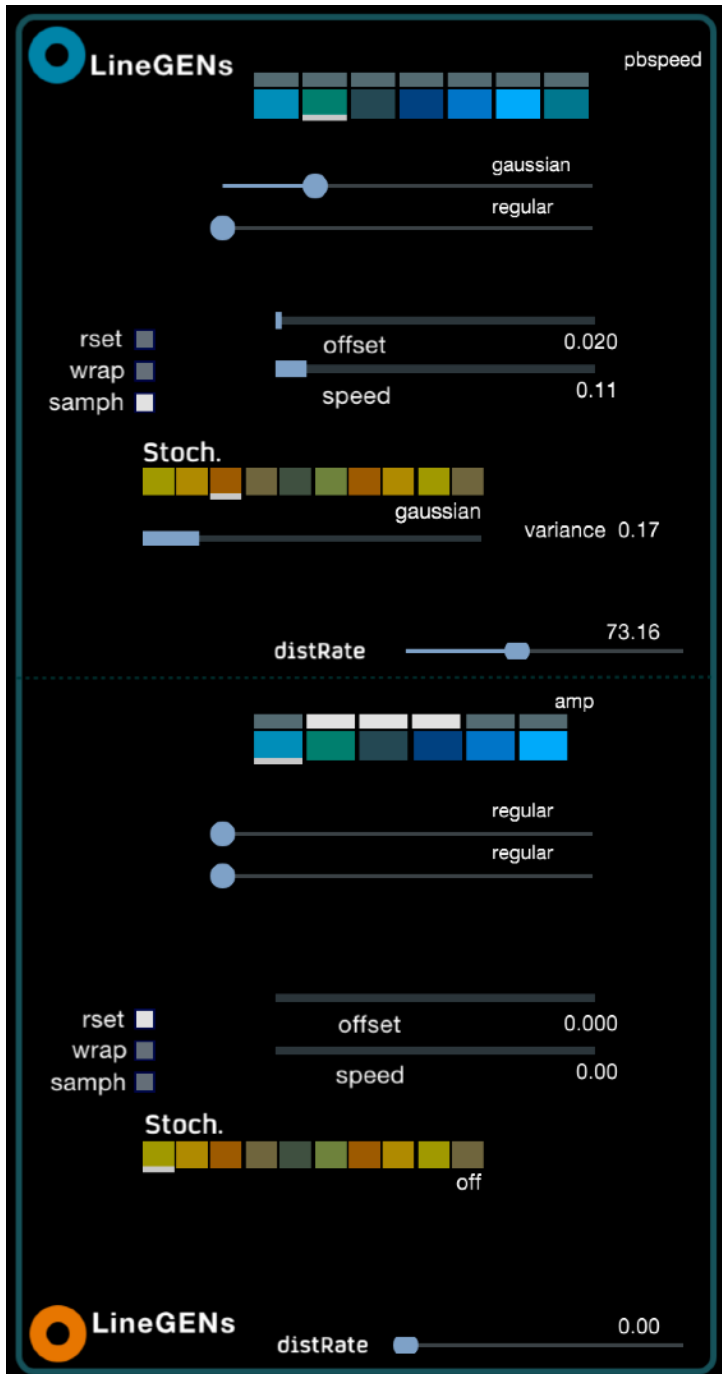 LineGENs
pbspeed
gaussian
regular
rset
offset 0.020
wrap
samph
speed 0.11
Stoch.
gaussian
variance 0.17
distRate 73.16
amp
regular
regular
rset
offset 0.000
wrap
samph
speed 0.00
Stoch.
off
LineGENs
distRate 0.00